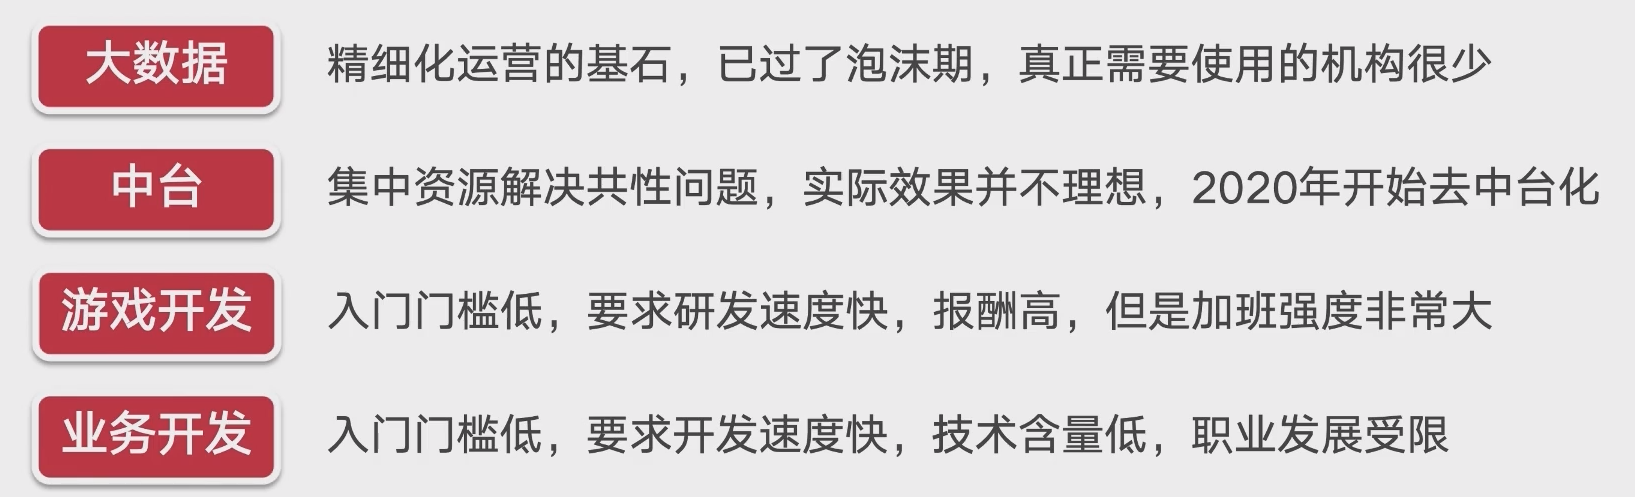 大数据 精细化运营的基石，已过了泡沫期，真正需要使用的机构很少
中台 集中资源解决共性问题，实际效果并不理想，2020年开始去中台化
游戏开发 入门门槛低，要求研发速度快，报酬高，但是加班强度非常大
业务开发 入门门槛低，要求开发速度快，技术含量低，职业发展受限